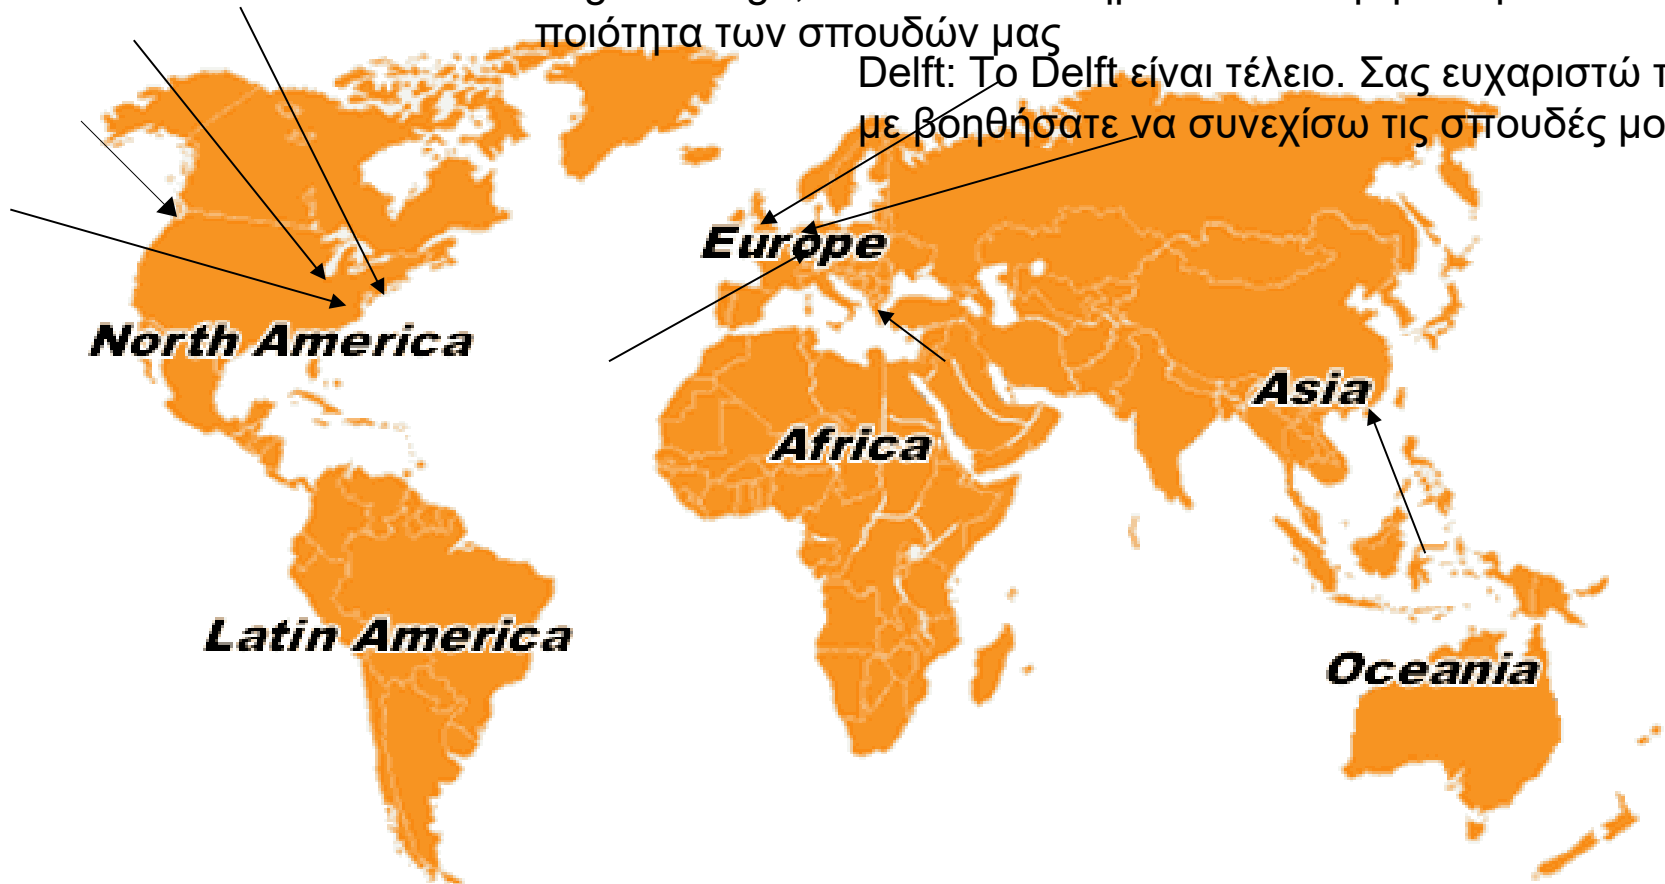 ποιότητα των σπουδών μας
Delft: Το Delft είναι τέλειο. Σας ευχαριστώ
με βοηθήσατε να συνεχίσω τις σπουδές
Europe
North America
Asia
Africa
Latin America
Oceania